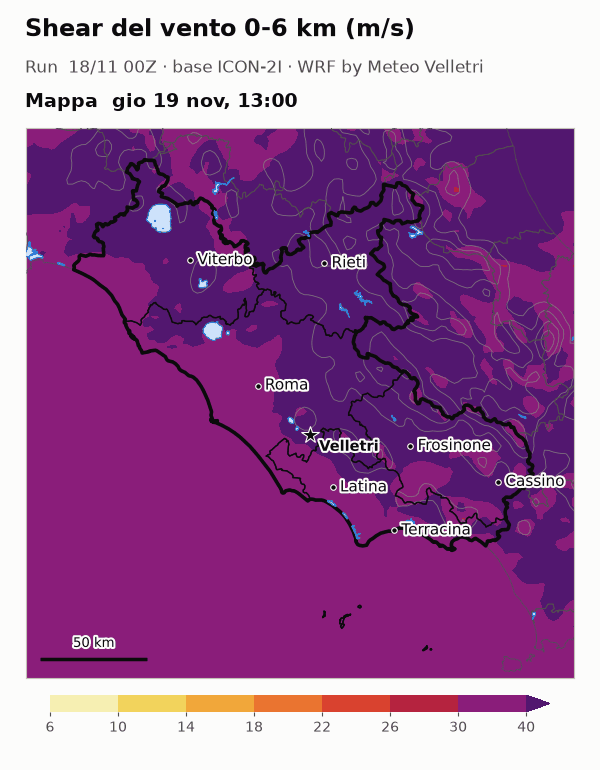 Shear del vento 0-6 km (m/s)
Run  18/11 00Z · base ICON-2I · WRF by Meteo Velletri
Mappa  gio 19 nov, 13:00
Viterbo
Rieti
Roma
Velletri
Frosinone
Cassino
Latina
Terracina
50 km
6 10 14 18 22 26 30 40